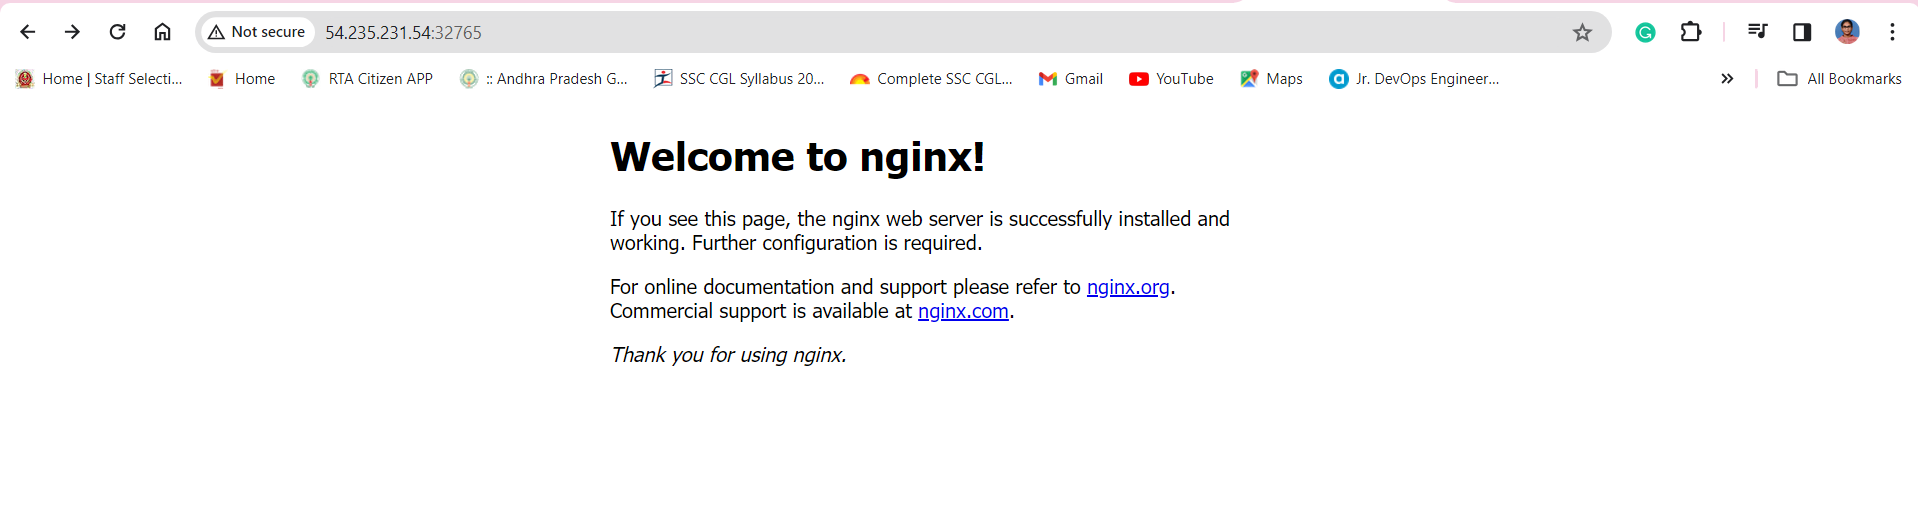 Not secure 54.235.231.54:32765
Home | Staff Selecti... Home RTA Citizen APP :: Andhra Pradesh G... SSC CGL Syllabus 20... Complete SSC CGL... Gmail YouTube Maps Jr. DevOps Engineer... » All Bookmarks
Welcome to nginx!
If you see this page, the nginx web server is successfully installed and
working. Further configuration is required.
For online documentation and support please refer to nginx.org.
Commercial support is available at nginx.com.
Thank you for using nginx.